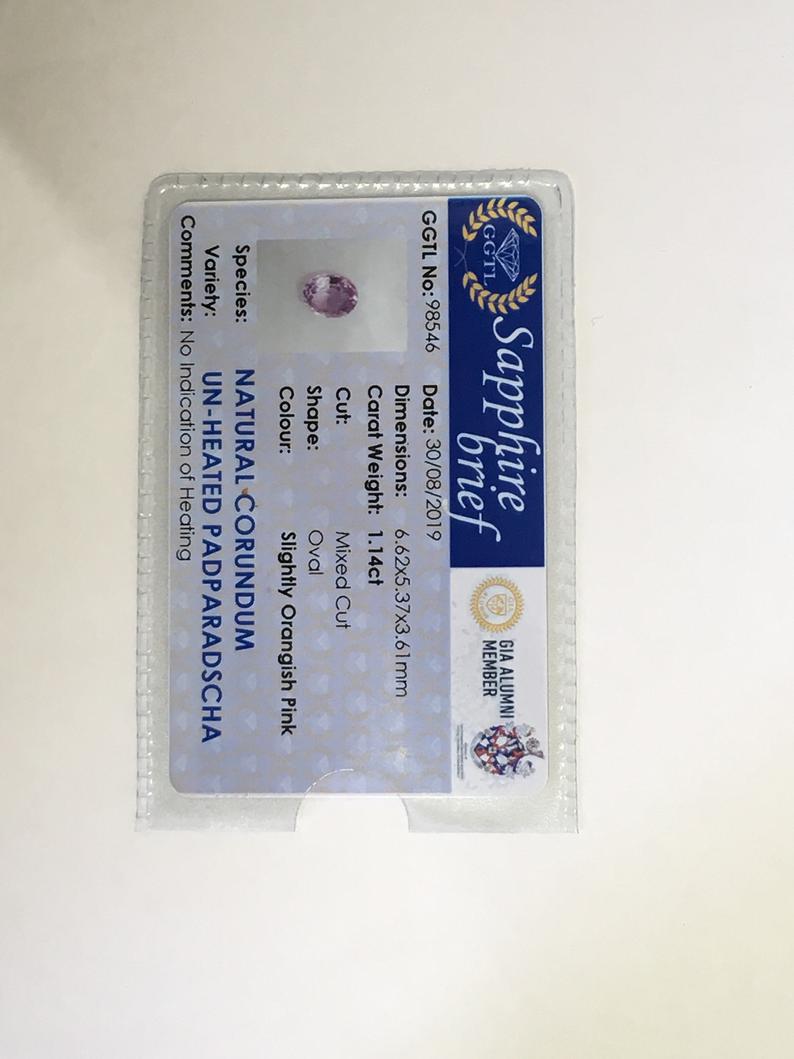 GGTL
Sapphire
brief
GIA ALUMNI
MEMBER
GGTL No: 98546
Date: 30/08/2019
Dimensions: 6.62x5.37x3.61mm
Carat Weight: 1.14ct
Cut: Mixed Cut
Shape: Oval
Colour: Slightly Orangish Pink
Species: NATURAL CORUNDUM
Variety: UN-HEATED PADPARADSCHA
Comments: No Indication of Heating